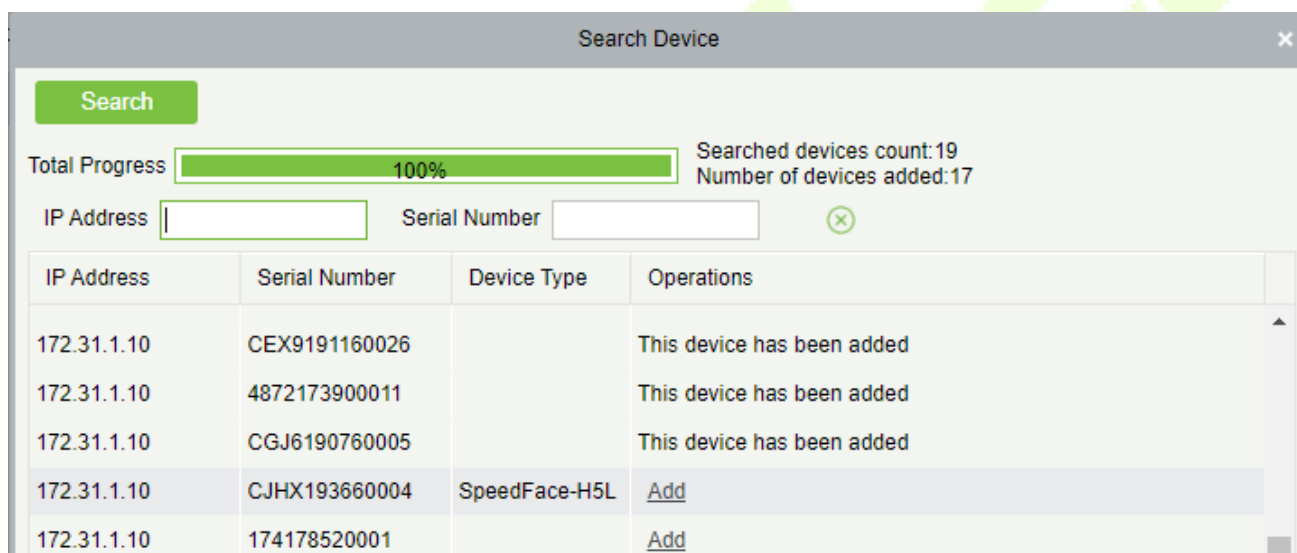 Search Device
Search
Total Progress 100% Searched devices count:19
Number of devices added:17
IP Address Serial Number
IP Address Serial Number Device Type Operations
172.31.1.10 CEX9191160026 This device has been added
172.31.1.10 4872173900011 This device has been added
172.31.1.10 CGJ6190760005 This device has been added
172.31.1.10 CJHX193660004 SpeedFace-H5L Add
172.31.1.10 174178520001 Add